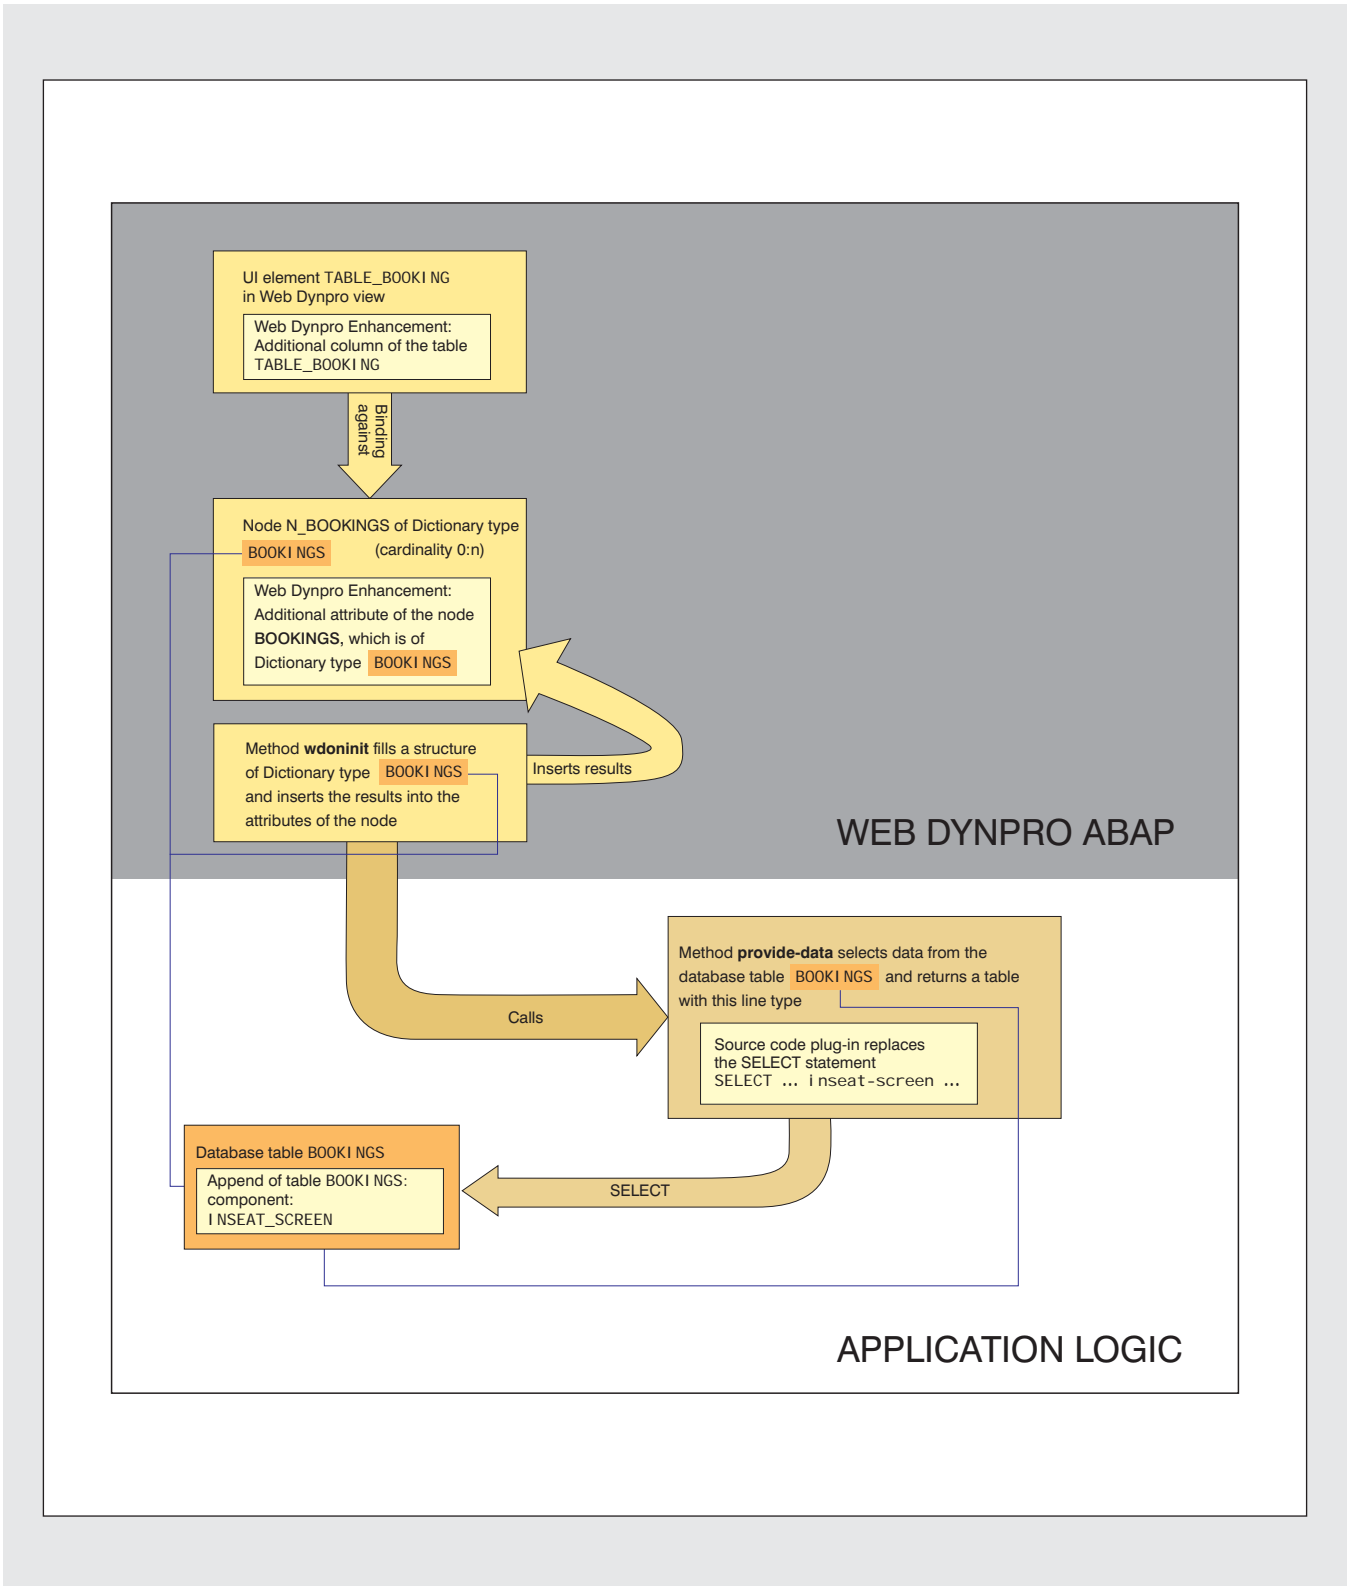 UI element TABLE_BOOKING
in Web Dynpro view
Web Dynpro Enhancement:
Additional column of the table
TABLE_BOOKING
Binding
against
Node N_BOOKINGS of Dictionary type
BOOKINGS (cardinality 0:n)
Web Dynpro Enhancement:
Additional attribute of the node
BOOKINGS, which is of
Dictionary type BOOKINGS
Method wdoninit fills a structure
of Dictionary type BOOKINGS
and inserts the results into the
attributes of the node
Inserts results
WEB DYNPRO ABAP
Method provide-data selects data from the
database table BOOKINGS and returns a table
with this line type
Source code plug-in replaces
the SELECT statement
SELECT ... inseat-screen ...
Calls
Database table BOOKINGS
Append of table BOOKINGS:
component:
INSEAT_SCREEN
SELECT
APPLICATION LOGIC